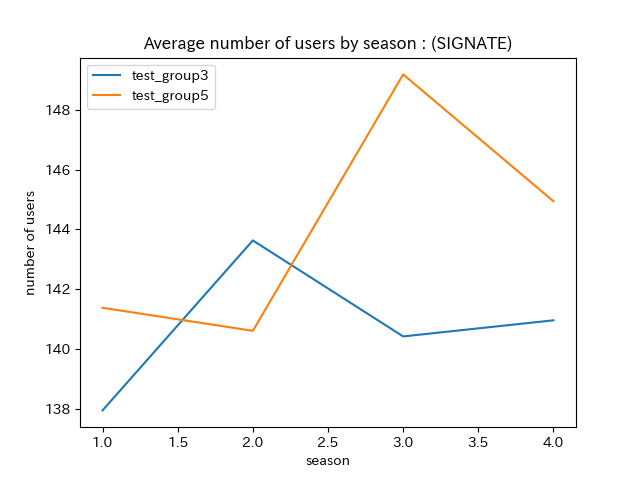 Average number of users by season : (SIGNATE)
test_group3
test_group5
number of users
148
146
144
142
140
138
1.0 1.5 2.0 2.5 3.0 3.5 4.0
season